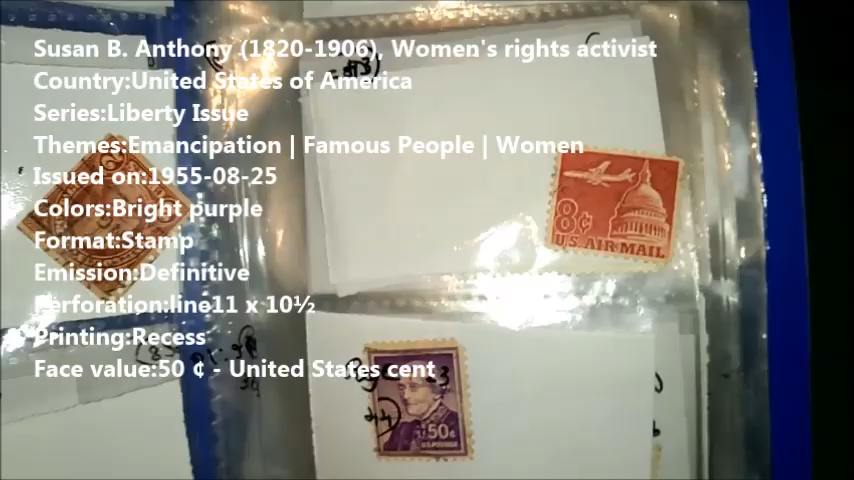 Susan B. Anthony (1820-1906), Women's rights activist
Country:United States of America
Series:Liberty Issue
Themes:Emancipation | Famous People | Women
Issued on:1955-08-25
Colors:Bright purple
Format:Stamp
Emission:Definitive
Perforation:line11 x 10½
Printing:Recess
Face value:50 ¢ - United States cent
8¢
U.S. AIR MAIL
50¢
U.S. POSTAGE